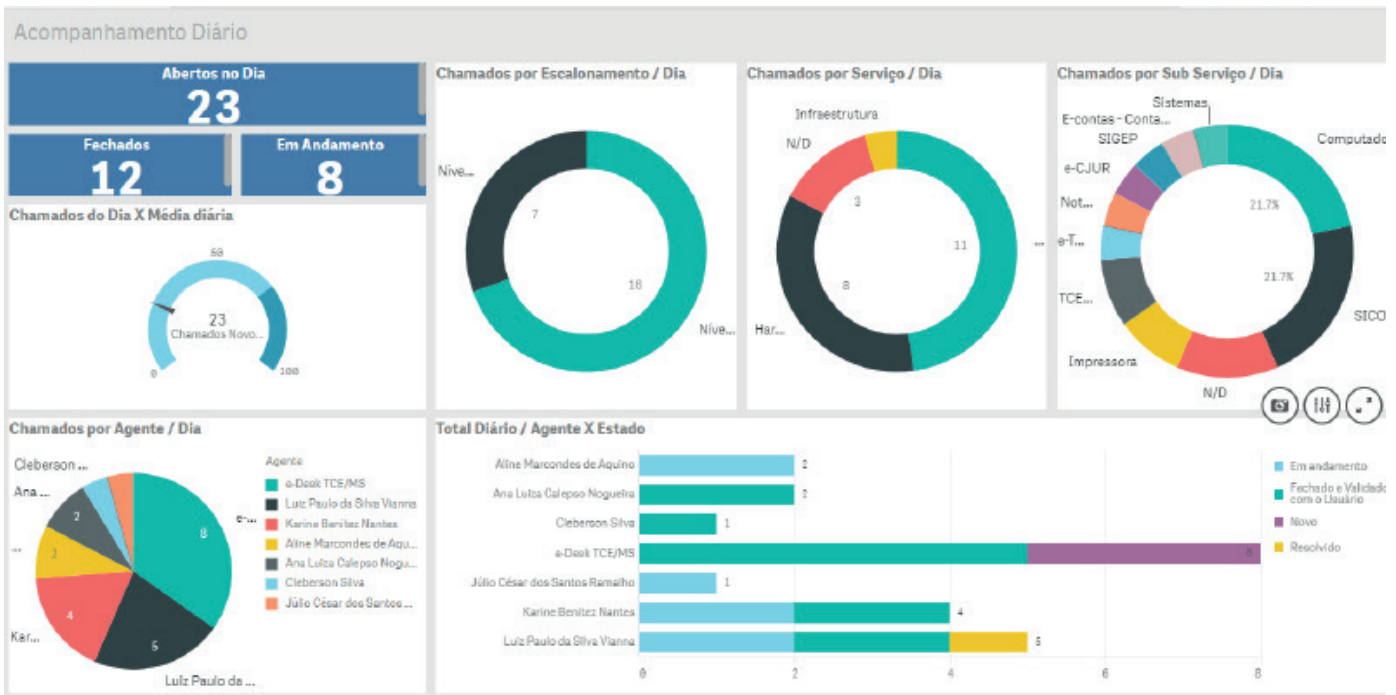 Acompanhamento Diário
Abertos no Dia
23
Fechados
12
Em Andamento
8
Chamados do Dia X Média diária
50
23
Chamados Novo...
0
100
Chamados por Escalonamento / Dia
Níve...
7
16
Níve...
Chamados por Serviço / Dia
Infraestrutura
N/D
3
11
...
8
Har...
Chamados por Sub Serviço / Dia
Sistemas
E-contas - Conta...
SIGEP
Computado
e-CJUR
Not...
21.7%
e-T...
21.7%
TCE...
SICO
Impressora
N/D
Chamados por Agente / Dia
Cleberson ...
Ana ...
...
Kar...
Luiz Paulo da ...
e-...
2
2
4
5
8
Agente
e-Desk TCE/MS
Luiz Paulo da Silva Vianna
Karine Benitez Nantes
Aline Marcondes de Aqu...
Ana Luiza Calepso Nogu...
Cleberson Silva
Júlio César dos Santos ...
Total Diário / Agente X Estado
Aline Marcondes de Aquino 2
Ana Luiza Calepso Nogueira 2
Cleberson Silva 1
e-Desk TCE/MS 8
Júlio César dos Santos Ramalho 1
Karine Benitez Nantes 4
Luiz Paulo da Silva Vianna 5
0 2 4 6 8
Em andamento
Fechado e Validado
com o Usuário
Novo
Resolvido